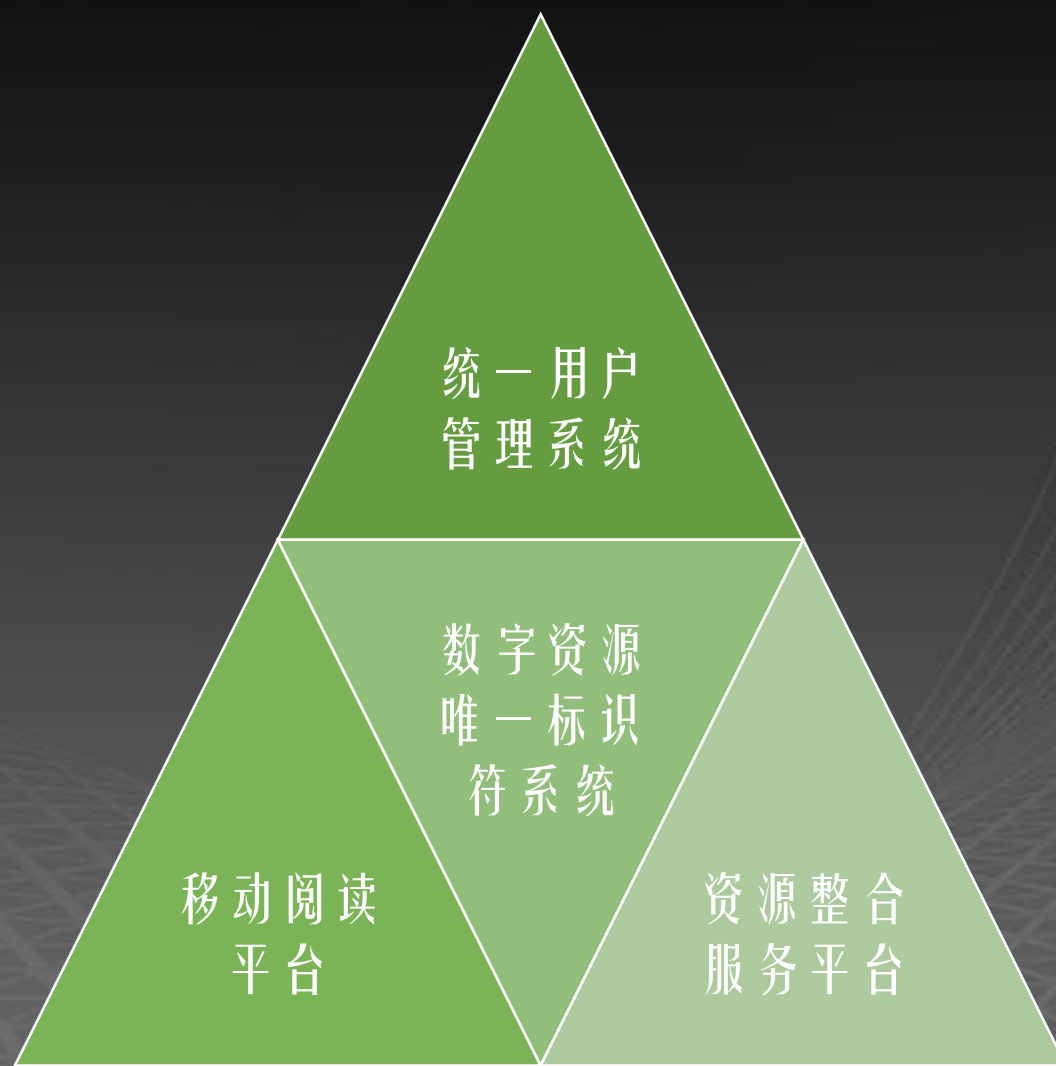 统一用户
管理系统
数字资源
唯一标识
符系统
移动阅读
平台
资源整合
服务平台